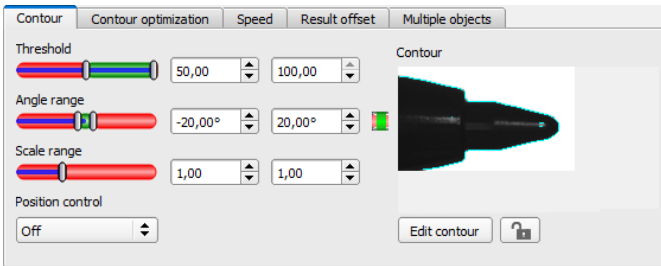 Contour Contour optimization Speed Result offset Multiple objects
Threshold
50,00 100,00
Contour
Angle range
-20,00° 20,00°
Scale range
1,00 1,00
Position control
Off
Edit contour